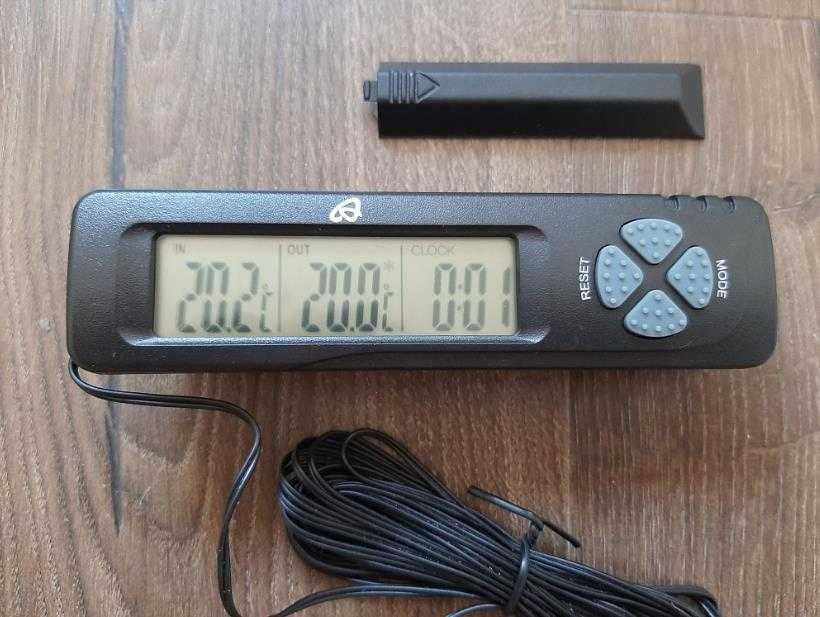 IN OUT CLOCK
20.2°C 20.0°C 0:01
RESET
MODE